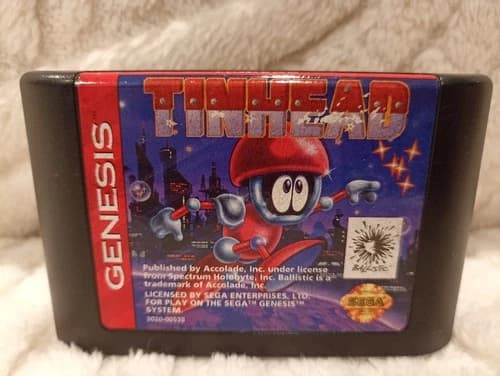 TINHEAD
GENESIS
Published by Accolade, Inc. under license
from Spectrum Holobyte, Inc. Ballistic is a
trademark of Accolade, Inc.
LICENSED BY SEGA ENTERPRISES, LTD.
FOR PLAY ON THE SEGA™ GENESIS™
SYSTEM.
BALLISTIC
SEGA